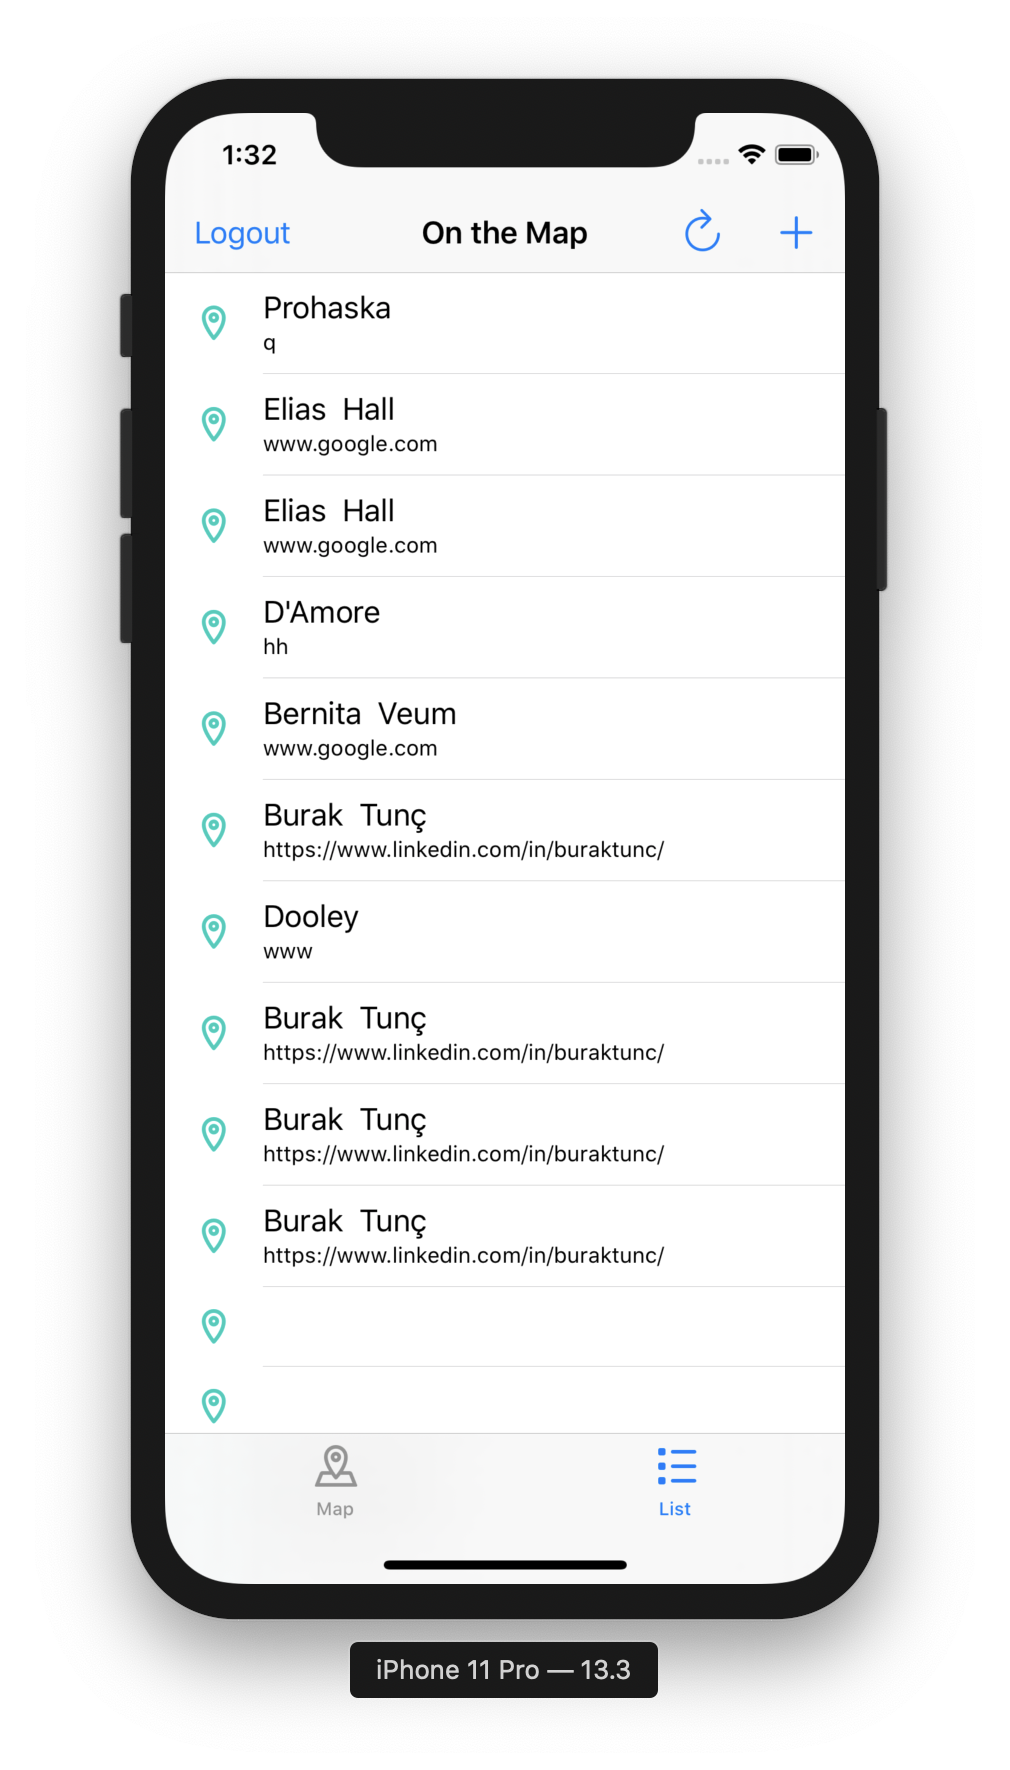 1:32
Logout On the Map
Prohaska
q
Elias  Hall
www.google.com
Elias  Hall
www.google.com
D'Amore
hh
Bernita  Veum
www.google.com
Burak  Tunç
https://www.linkedin.com/in/buraktunc/
Dooley
www
Burak  Tunç
https://www.linkedin.com/in/buraktunc/
Burak  Tunç
https://www.linkedin.com/in/buraktunc/
Burak  Tunç
https://www.linkedin.com/in/buraktunc/
Map List
iPhone 11 Pro — 13.3